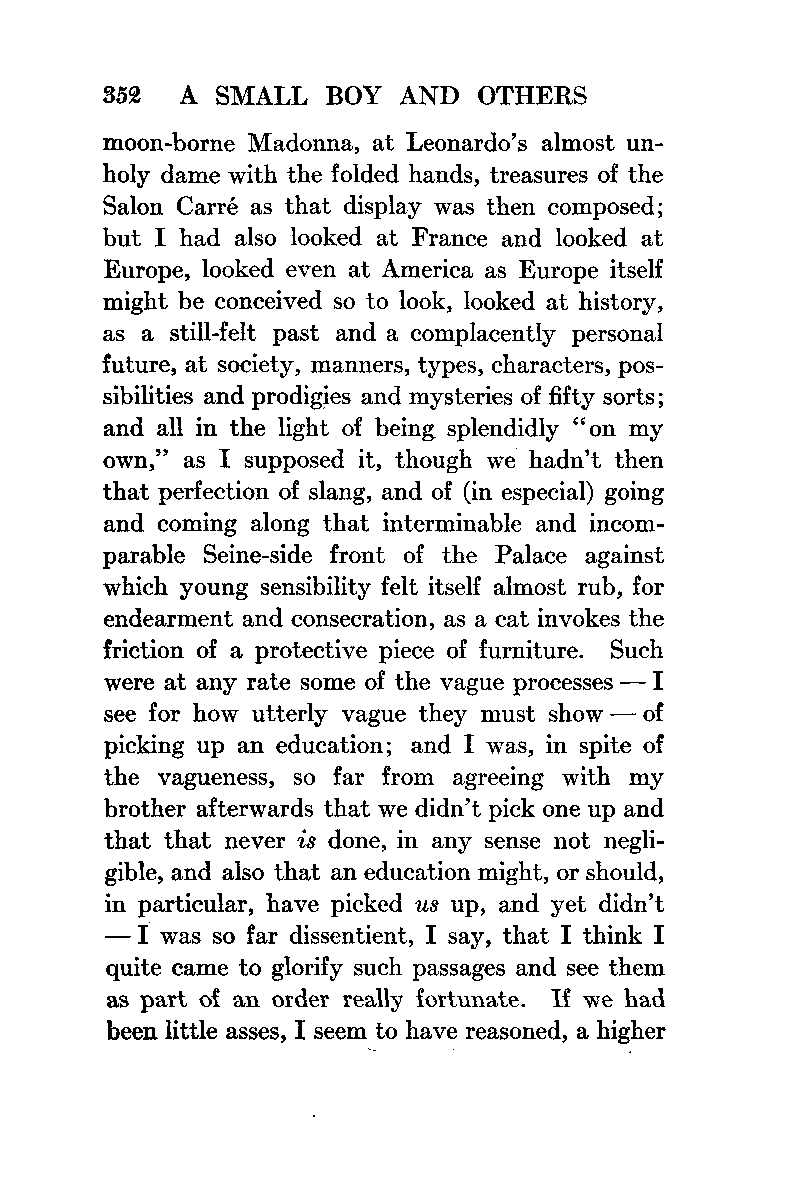 352 A SMALL BOY AND OTHERS
moon-borne Madonna, at Leonardo's almost un-
holy dame with the folded hands, treasures of the
Salon Carré as that display was then composed;
but I had also looked at France and looked at
Europe, looked even at America as Europe itself
might be conceived so to look, looked at history,
as a still-felt past and a complacently personal
future, at society, manners, types, characters, pos-
sibilities and prodigies and mysteries of fifty sorts;
and all in the light of being splendidly "on my
own," as I supposed it, though we hadn't then
that perfection of slang, and of (in especial) going
and coming along that interminable and incom-
parable Seine-side front of the Palace against
which young sensibility felt itself almost rub, for
endearment and consecration, as a cat invokes the
friction of a protective piece of furniture. Such
were at any rate some of the vague processes — I
see for how utterly vague they must show — of
picking up an education; and I was, in spite of
the vagueness, so far from agreeing with my
brother afterwards that we didn't pick one up and
that that never is done, in any sense not negli-
gible, and also that an education might, or should,
in particular, have picked us up, and yet didn't
— I was so far dissentient, I say, that I think I
quite came to glorify such passages and see them
as part of an order really fortunate. If we had
been little asses, I seem to have reasoned, a higher